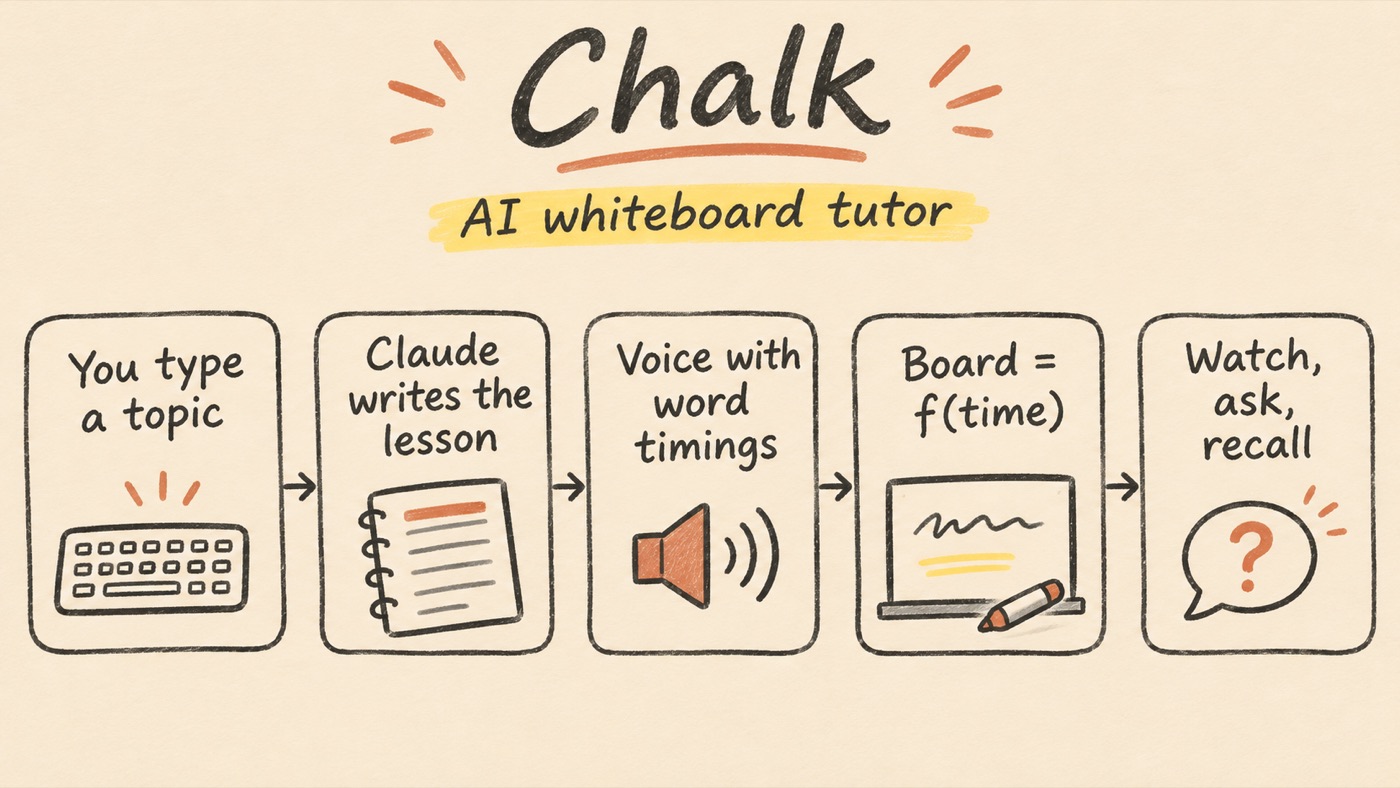 Chalk
AI whiteboard tutor
You type
a topic
Claude
writes the
lesson
Voice with
word
timings
Board =
f(time)
Watch,
ask,
recall
?